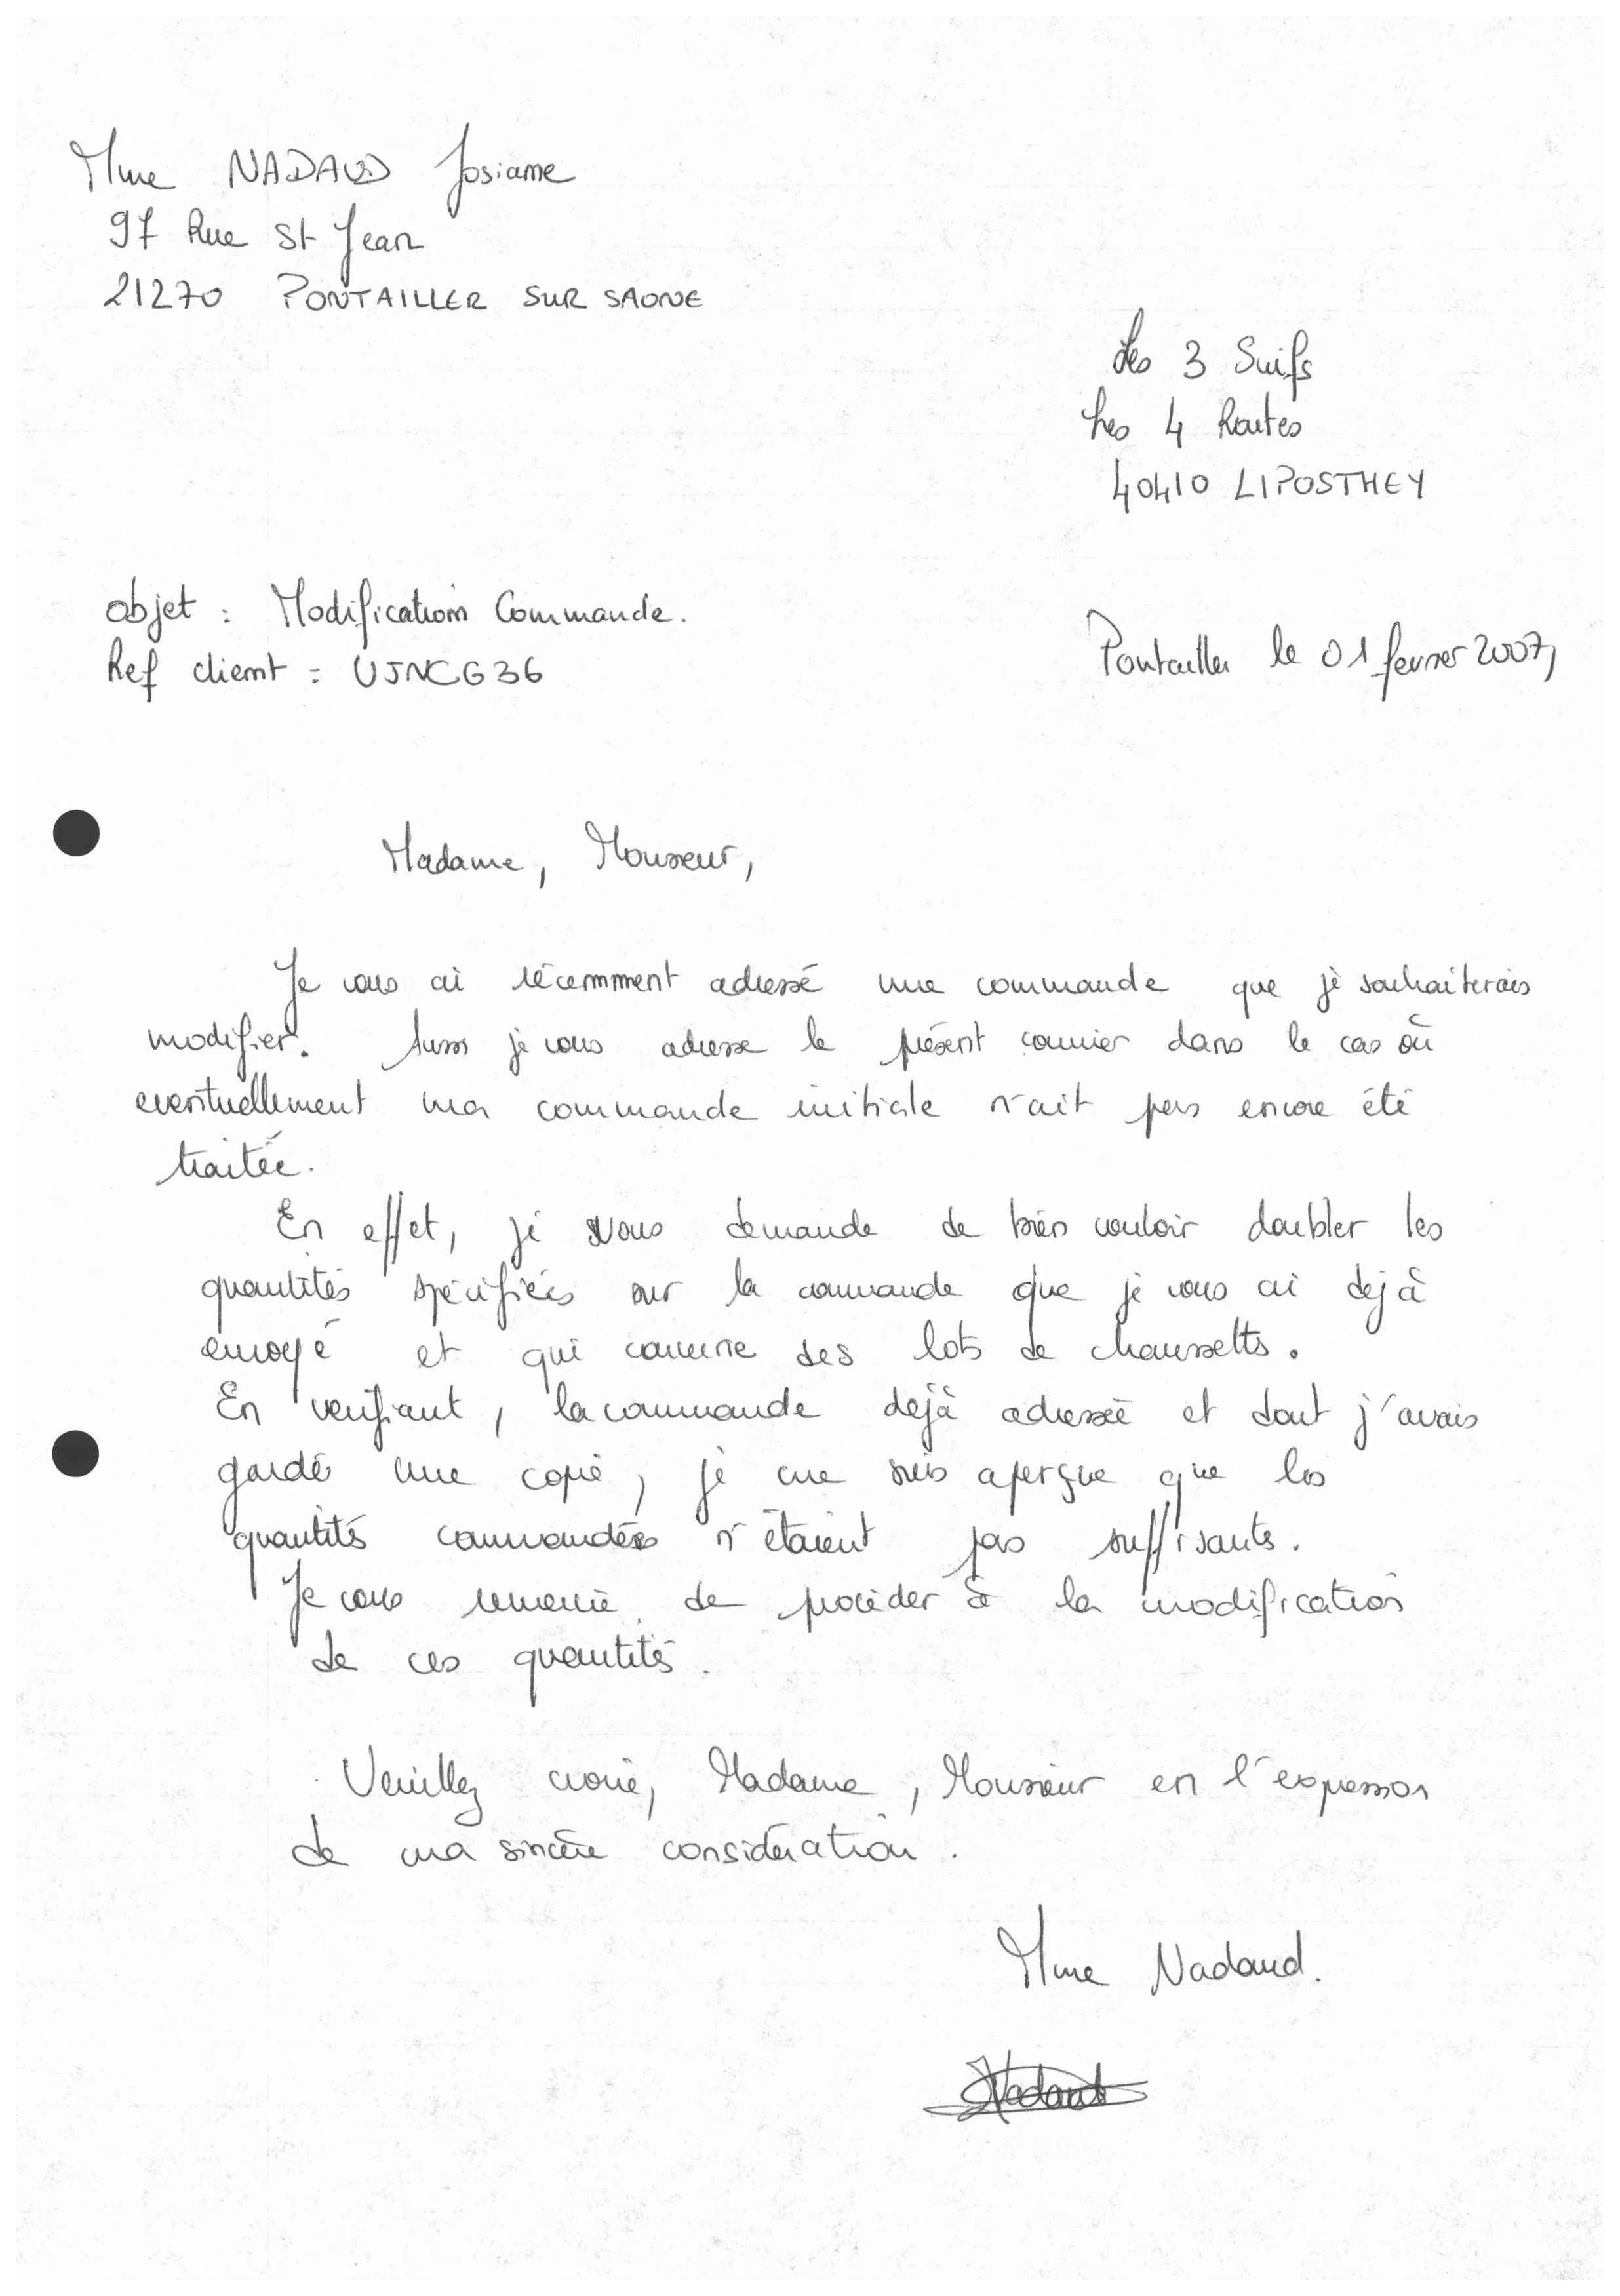 Mme NADAUD Josiane
97 Rue St Jean
21270 PONTAILLER SUR SAONE
Les 3 Suifs
Les 4 Routes
40410 LIPOSTHEY
Objet : Modification Commande.
Ref client : UJNCG36
Pontailler le 01 fevrier 2007,
Madame, Monsieur,
Je vous ai récemment adressé une commande que je souhaiterais
modifier. Aussi je vous adresse le présent courrier dans le cas où
eventuellement ma commande initiale n'ait pas encore été
traitée.
En effet, je vous demande de bien vouloir doubler les
quantités spécifiées sur la commande que je vous ai dejà
envoyé et qui concerne des lots de chaussettes.
En verifiant, la commande dejà adressée et dont j'avais
gardé une copie, je me suis aperçue que les
quantités commandées n'étaient pas suffisantes.
Je vous remercie de procéder à la modification
de ces quantités.
Veuillez croire, Madame, Monsieur en l'expression
de ma sincère considération.
Mme Nadaud.
Nadaud